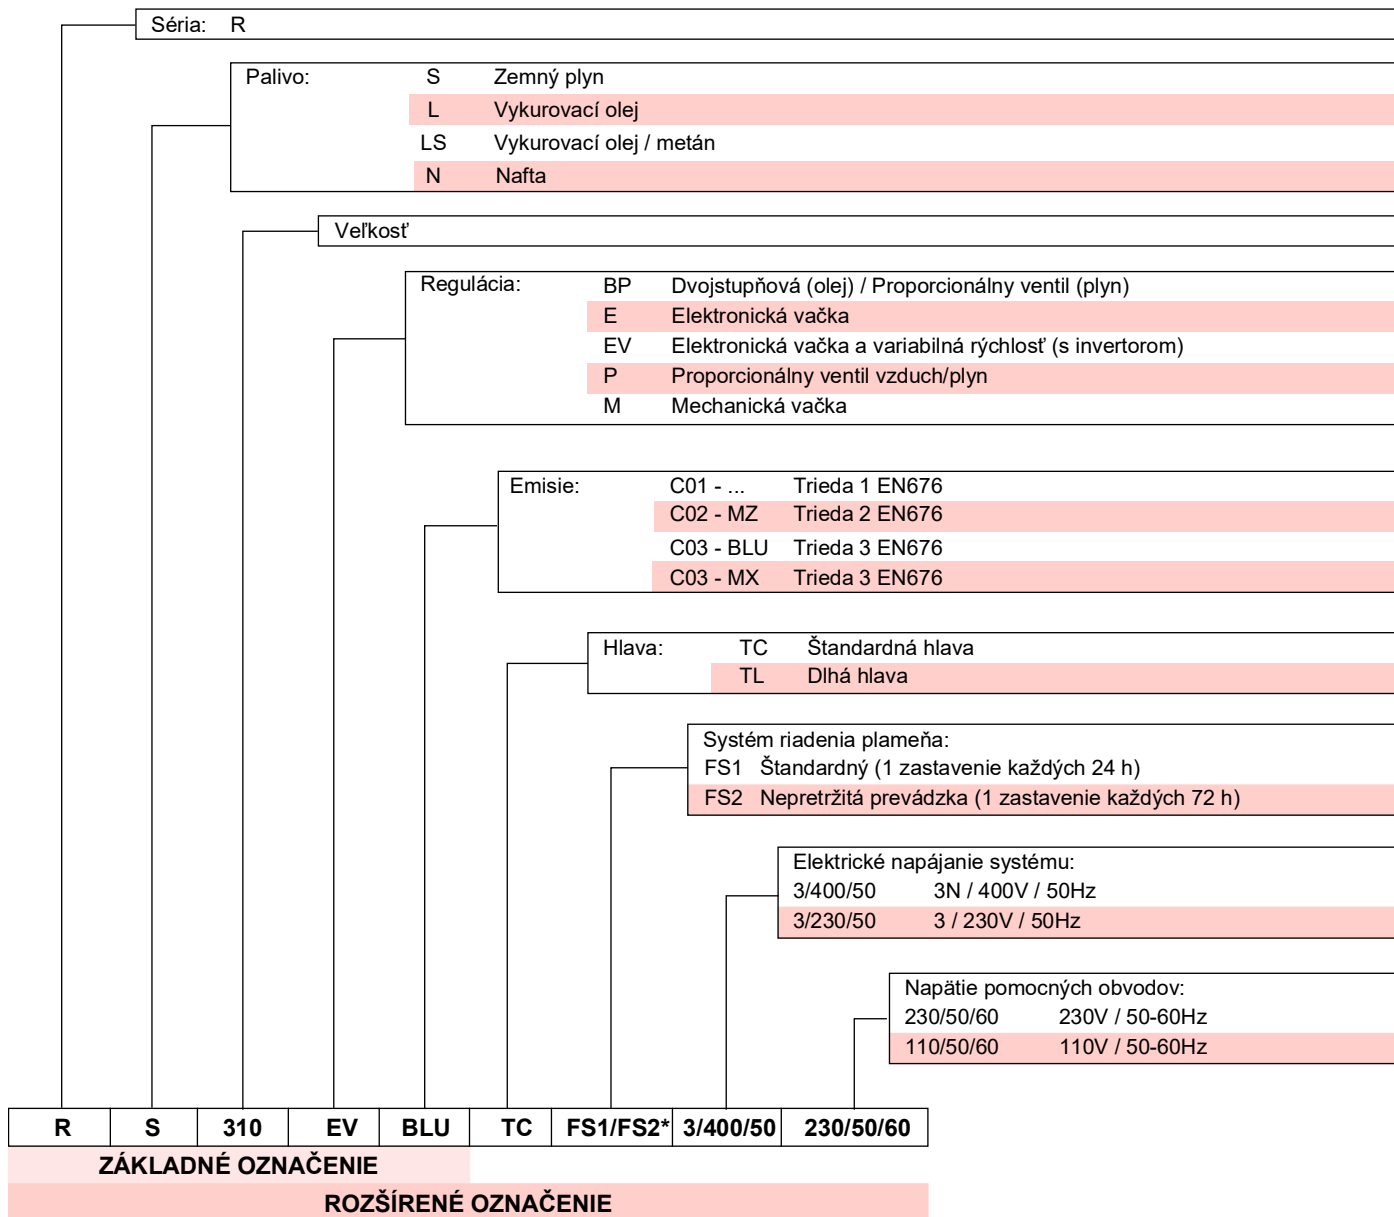 Séria: R
Palivo: S Zemný plyn
L Vykurovací olej
LS Vykurovací olej / metán
N Nafta
Veľkosť
Regulácia: BP Dvojstupňová (olej) / Proporcionálny ventil (plyn)
E Elektronická vačka
EV Elektronická vačka a variabilná rýchlosť (s invertorom)
P Proporcionálny ventil vzduch/plyn
M Mechanická vačka
Emisie: C01 - ... Trieda 1 EN676
C02 - MZ Trieda 2 EN676
C03 - BLU Trieda 3 EN676
C03 - MX Trieda 3 EN676
Hlava: TC Štandardná hlava
TL Dlhá hlava
Systém riadenia plameňa:
FS1 Štandardný (1 zastavenie každých 24 h)
FS2 Nepretržitá prevádzka (1 zastavenie každých 72 h)
Elektrické napájanie systému:
3/400/50 3N / 400V / 50Hz
3/230/50 3 / 230V / 50Hz
Napätie pomocných obvodov:
230/50/60 230V / 50-60Hz
110/50/60 110V / 50-60Hz
R S 310 EV BLU TC FS1/FS2* 3/400/50 230/50/60
ZÁKLADNÉ OZNAČENIE
ROZŠÍRENÉ OZNAČENIE